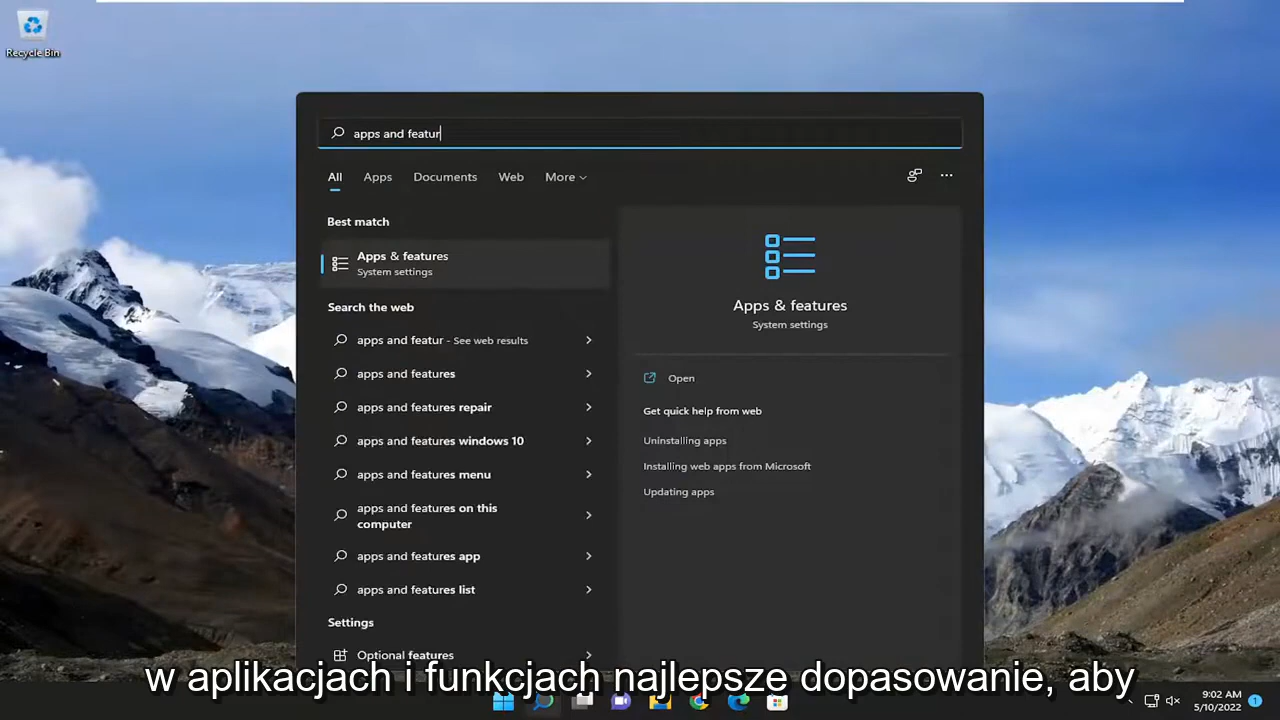 Recycle Bin
apps and featur
All Apps Documents Web More
Best match
Apps & features
System settings
Search the web
apps and featur - See web results
apps and features
apps and features repair
apps and features windows 10
apps and features menu
apps and features on this
computer
apps and features app
apps and features list
Settings
Optional features
Apps & features
System settings
Open
Get quick help from web
Uninstalling apps
Installing web apps from Microsoft
Updating apps
w aplikacjach i funkcjach najlepsze dopasowanie, aby
9:02 AM
5/10/2022
1